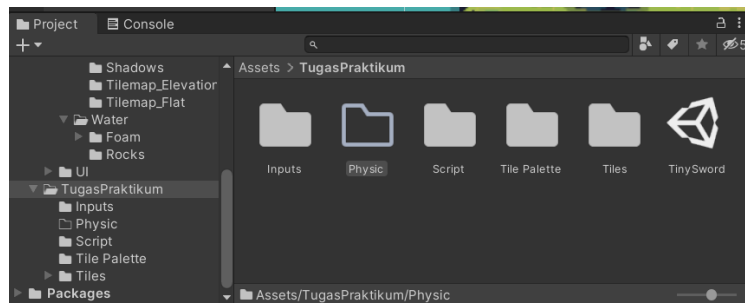 Project
Console
5
Shadows
Tilemap_Elevation
Tilemap_Flat
Water
Foam
Rocks
UI
TugasPraktikum
Inputs
Physic
Script
Tile Palette
Tiles
Packages
Assets > TugasPraktikum
Inputs Physic Script Tile Palette Tiles TinySword
Assets/TugasPraktikum/Physic